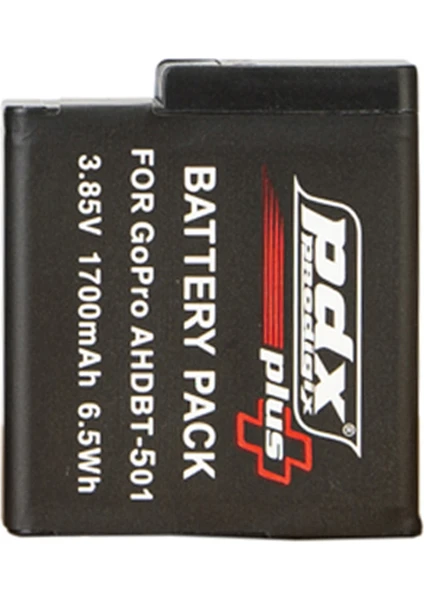 pdx®
prodigix
plus
BATTERY PACK
FOR GoPro AHDBT-501
3.85V 1700mAh 6.5Wh